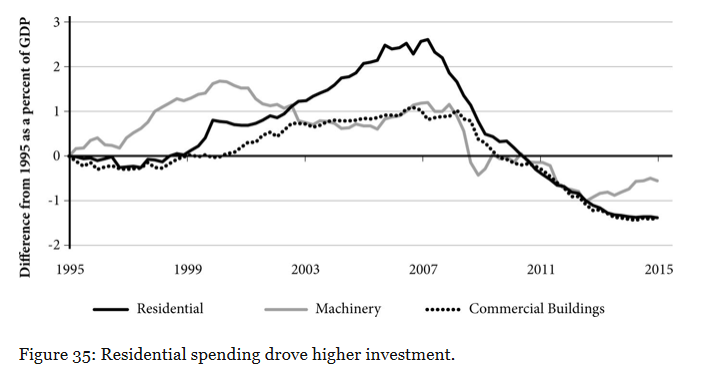 Difference from 1995 as a percent of GDP
3
2
1
0
-1
-2
1995 1999 2003 2007 2011 2015
Residential Machinery Commercial Buildings
Figure 35: Residential spending drove higher investment.